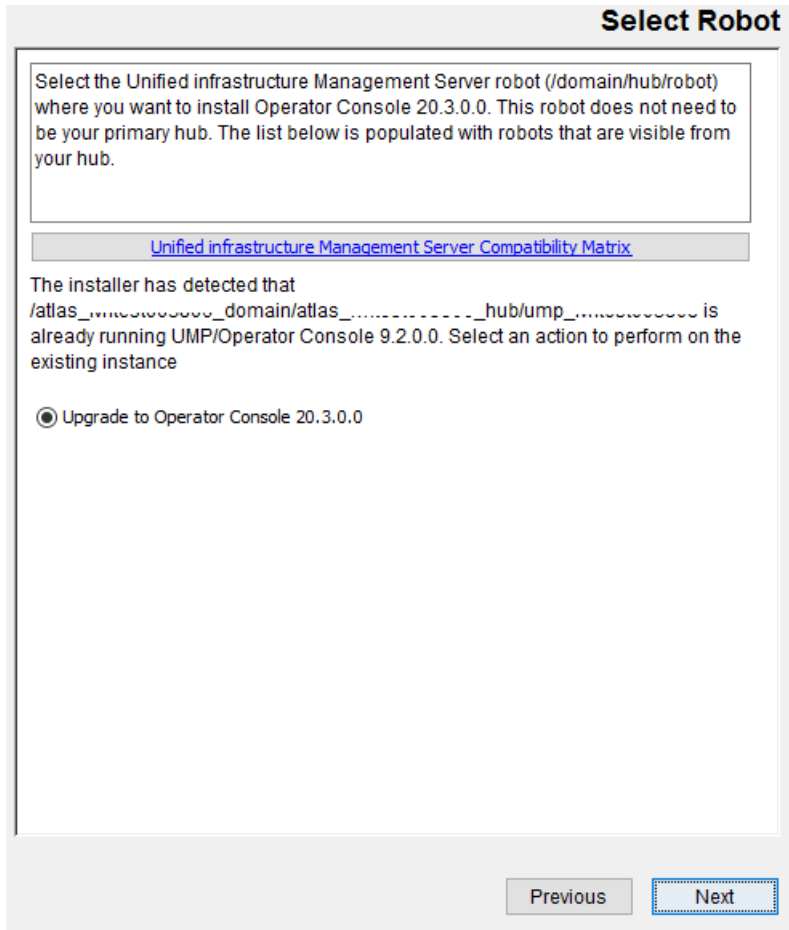 Select Robot
Select the Unified infrastructure Management Server robot (/domain/hub/robot)
where you want to install Operator Console 20.3.0.0. This robot does not need to
be your primary hub. The list below is populated with robots that are visible from
your hub.
Unified infrastructure Management Server Compatibility Matrix
The installer has detected that
is
already running UMP/Operator Console 9.2.0.0. Select an action to perform on the
existing instance
Upgrade to Operator Console 20.3.0.0
Previous
Next